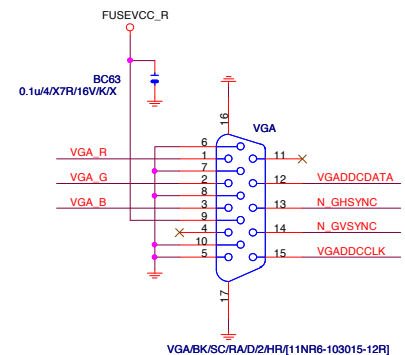 FUSEVCC_R
BC63
0.1u/4/X7R/16V/K/X
VGA
16
6
VGA_R 1 11
7
VGA_G 2 12 VGADDCDATA
8
VGA_B 3 13 N_GHSYNC
9
4 14 N_GVSYNC
10
5 15 VGADDCCLK
17
VGA/BK/SC/RA/D/2/HR/[11NR6-103015-12R]